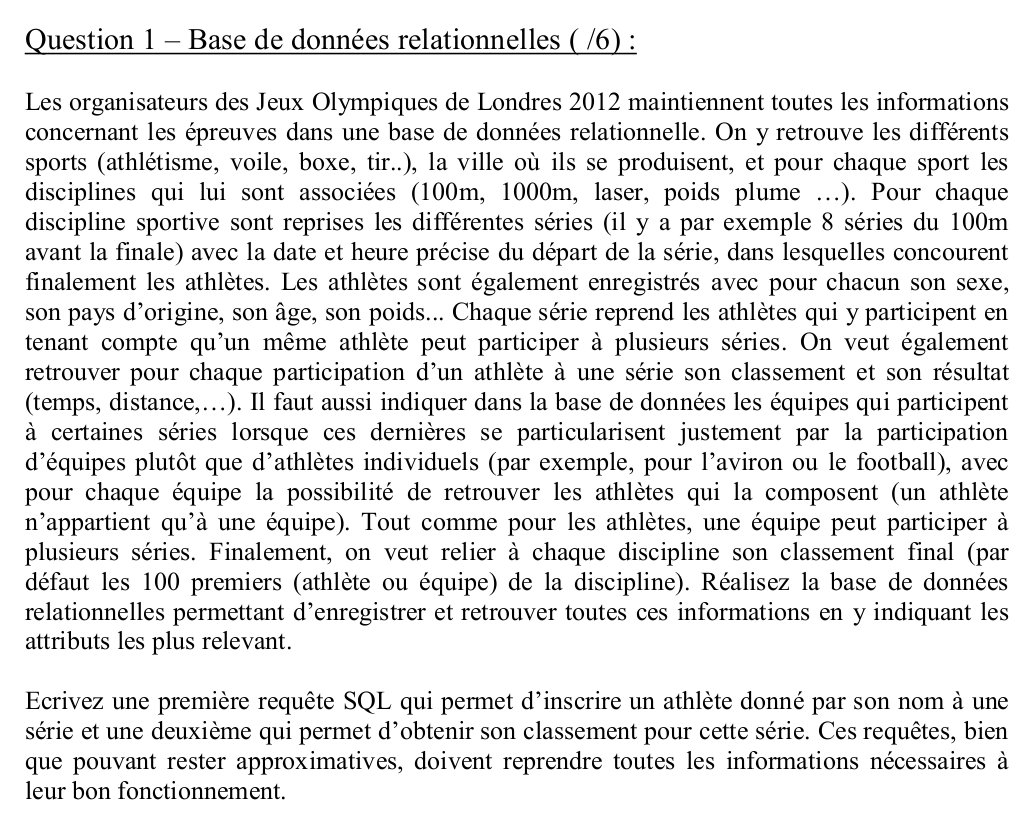 Question 1 – Base de données relationnelles ( /6) :
Les organisateurs des Jeux Olympiques de Londres 2012 maintiennent toutes les informations
concernant les épreuves dans une base de données relationnelle. On y retrouve les différents
sports (athlétisme, voile, boxe, tir..), la ville où ils se produisent, et pour chaque sport les
disciplines qui lui sont associées (100m, 1000m, laser, poids plume …). Pour chaque
discipline sportive sont reprises les différentes séries (il y a par exemple 8 séries du 100m
avant la finale) avec la date et heure précise du départ de la série, dans lesquelles concourent
finalement les athlètes. Les athlètes sont également enregistrés avec pour chacun son sexe,
son pays d’origine, son âge, son poids... Chaque série reprend les athlètes qui y participent en
tenant compte qu’un même athlète peut participer à plusieurs séries. On veut également
retrouver pour chaque participation d’un athlète à une série son classement et son résultat
(temps, distance,…). Il faut aussi indiquer dans la base de données les équipes qui participent
à certaines séries lorsque ces dernières se particularisent justement par la participation
d’équipes plutôt que d’athlètes individuels (par exemple, pour l’aviron ou le football), avec
pour chaque équipe la possibilité de retrouver les athlètes qui la composent (un athlète
n’appartient qu’à une équipe). Tout comme pour les athlètes, une équipe peut participer à
plusieurs séries. Finalement, on veut relier à chaque discipline son classement final (par
défaut les 100 premiers (athlète ou équipe) de la discipline). Réalisez la base de données
relationnelles permettant d’enregistrer et retrouver toutes ces informations en y indiquant les
attributs les plus relevant.
Ecrivez une première requête SQL qui permet d’inscrire un athlète donné par son nom à une
série et une deuxième qui permet d’obtenir son classement pour cette série. Ces requêtes, bien
que pouvant rester approximatives, doivent reprendre toutes les informations nécessaires à
leur bon fonctionnement.